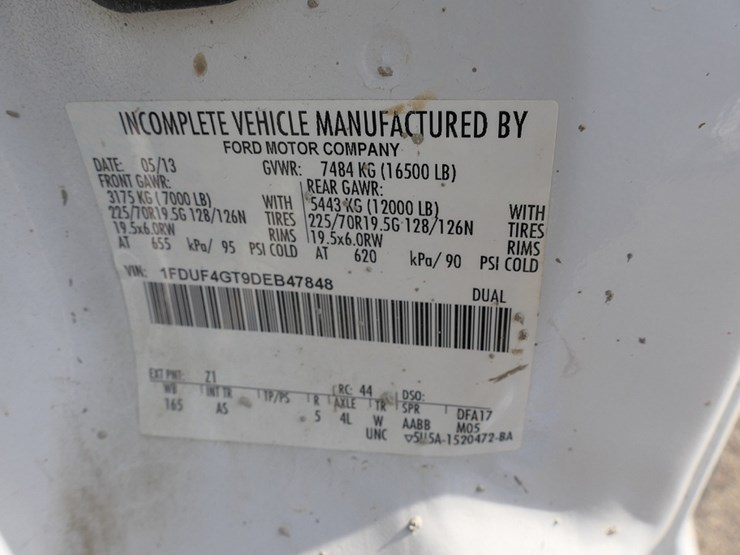 INCOMPLETE VEHICLE MANUFACTURED BY
FORD MOTOR COMPANY
DATE: 05/13 GVWR: 7484 KG (16500 LB)
FRONT GAWR: REAR GAWR:
3175 KG (7000 LB) WITH 5443 KG (12000 LB) WITH
225/70R19.5G 128/126N TIRES 225/70R19.5G 128/126N TIRES
19.5x6.0RW RIMS 19.5x6.0RW RIMS
AT 655 kPa/ 95 PSI COLD AT 620 kPa/ 90 PSI COLD
VIN: 1FDUF4GT9DEB47848 DUAL
EXT PNT: Z1 RC: 44 DSO:
WB INT TR TP/PS R AXLE TR SPR DFA17
165 AS 5 4L W AABB M05
UNC ▽5U5A-1520472-BA